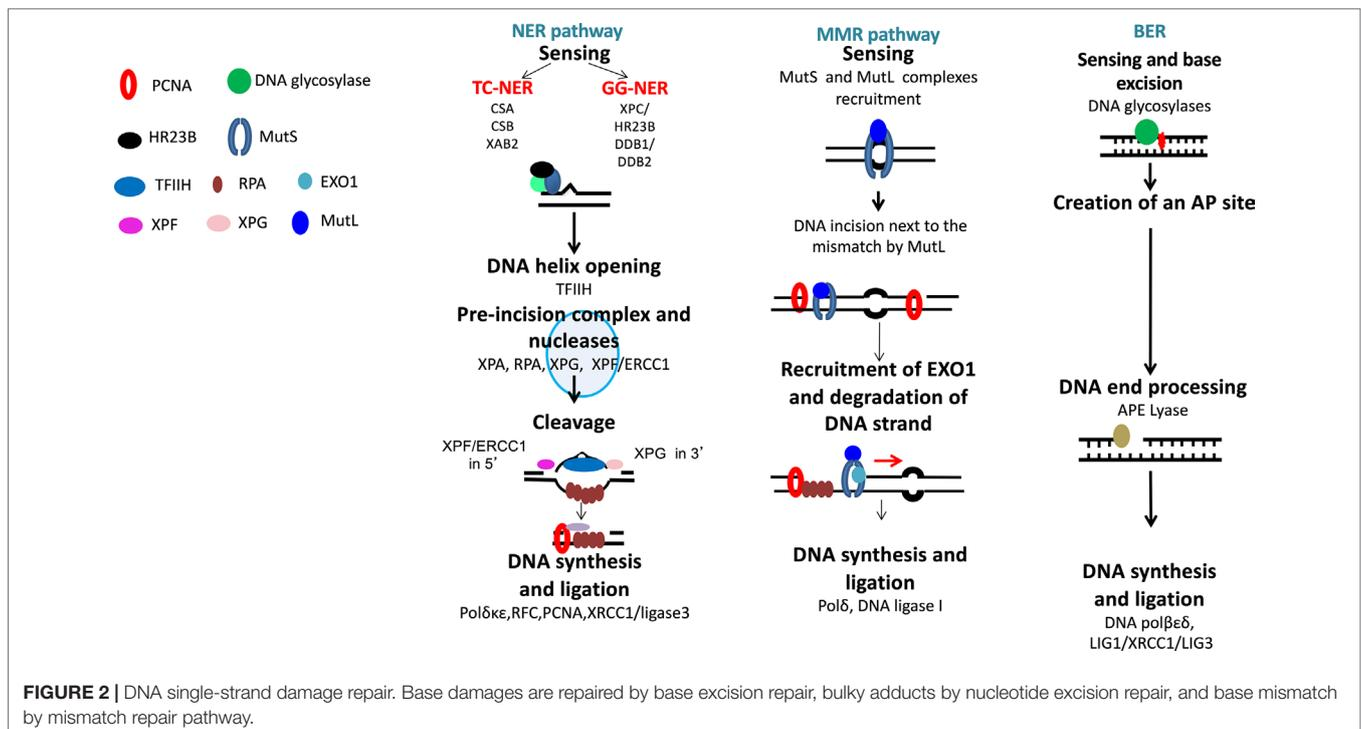 PCNA
DNA glycosylase
HR23B
MutS
TFIIH
RPA
EXO1
XPF
XPG
MutL
NER pathway
Sensing
TC-NER
CSA
CSB
XAB2
GG-NER
XPC/
HR23B
DDB1/
DDB2
DNA helix opening
TFIIH
Pre-incision complex and
nucleases
XPA, RPA, XPG, XPF/ERCC1
Cleavage
XPF/ERCC1
in 5’
XPG in 3’
DNA synthesis
and ligation
Polδκε,RFC,PCNA,XRCC1/ligase3
MMR pathway
Sensing
MutS and MutL complexes
recruitment
DNA incision next to the
mismatch by MutL
Recruitment of EXO1
and degradation of
DNA strand
DNA synthesis and
ligation
Polδ, DNA ligase I
BER
Sensing and base
excision
DNA glycosylases
Creation of an AP site
DNA end processing
APE Lyase
DNA synthesis
and ligation
DNA polβεδ,
LIG1/XRCC1/LIG3
FIGURE 2 | DNA single-strand damage repair. Base damages are repaired by base excision repair, bulky adducts by nucleotide excision repair, and base mismatch
by mismatch repair pathway.